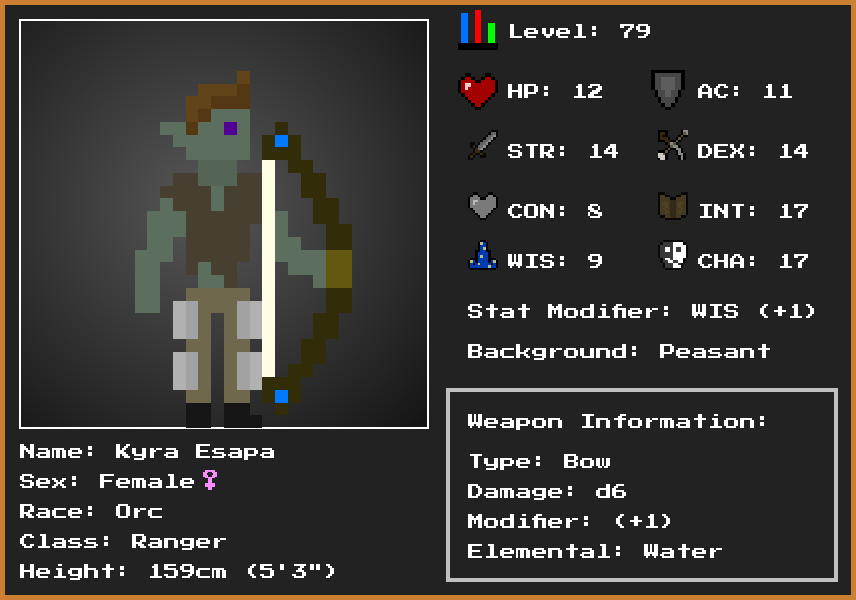 Level: 79
HP: 12 AC: 11
STR: 14 DEX: 14
CON: 8 INT: 17
WIS: 9 CHA: 17
Stat Modifier: WIS (+1)
Background: Peasant
Weapon Information:
Type: Bow
Damage: d6
Modifier: (+1)
Elemental: Water
Name: Kyra Esapa
Sex: Female♀
Race: Orc
Class: Ranger
Height: 159cm (5'3")